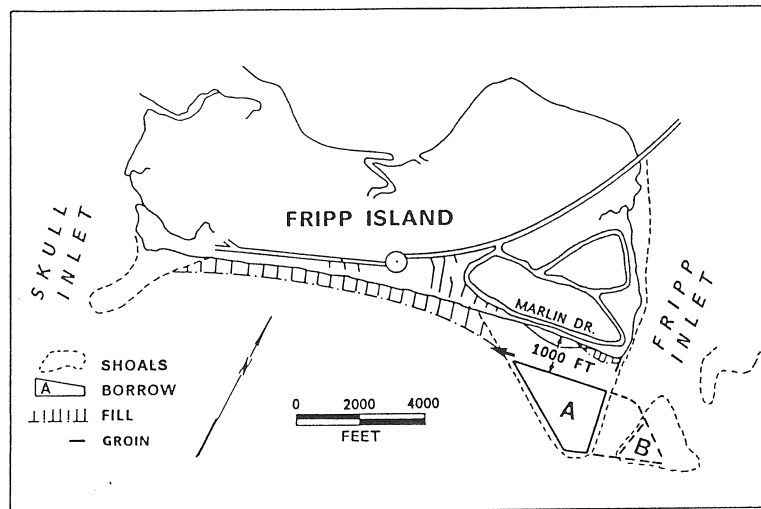 FRIPP ISLAND
SKULL
INLET
FRIPP
INLET
MARLIN DR.
1000 FT
A
B
SHOALS
A BORROW
FILL
GROIN
0 2000 4000
FEET